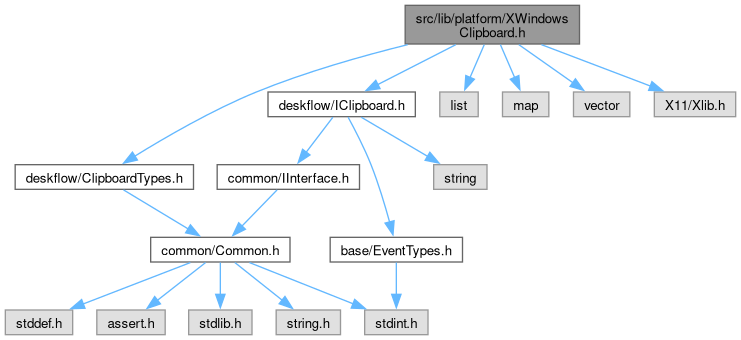 src/lib/platform/XWindows
Clipboard.h
deskflow/IClipboard.h
list
map
vector
X11/Xlib.h
deskflow/ClipboardTypes.h
common/IInterface.h
string
common/Common.h
base/EventTypes.h
stddef.h
assert.h
stdlib.h
string.h
stdint.h